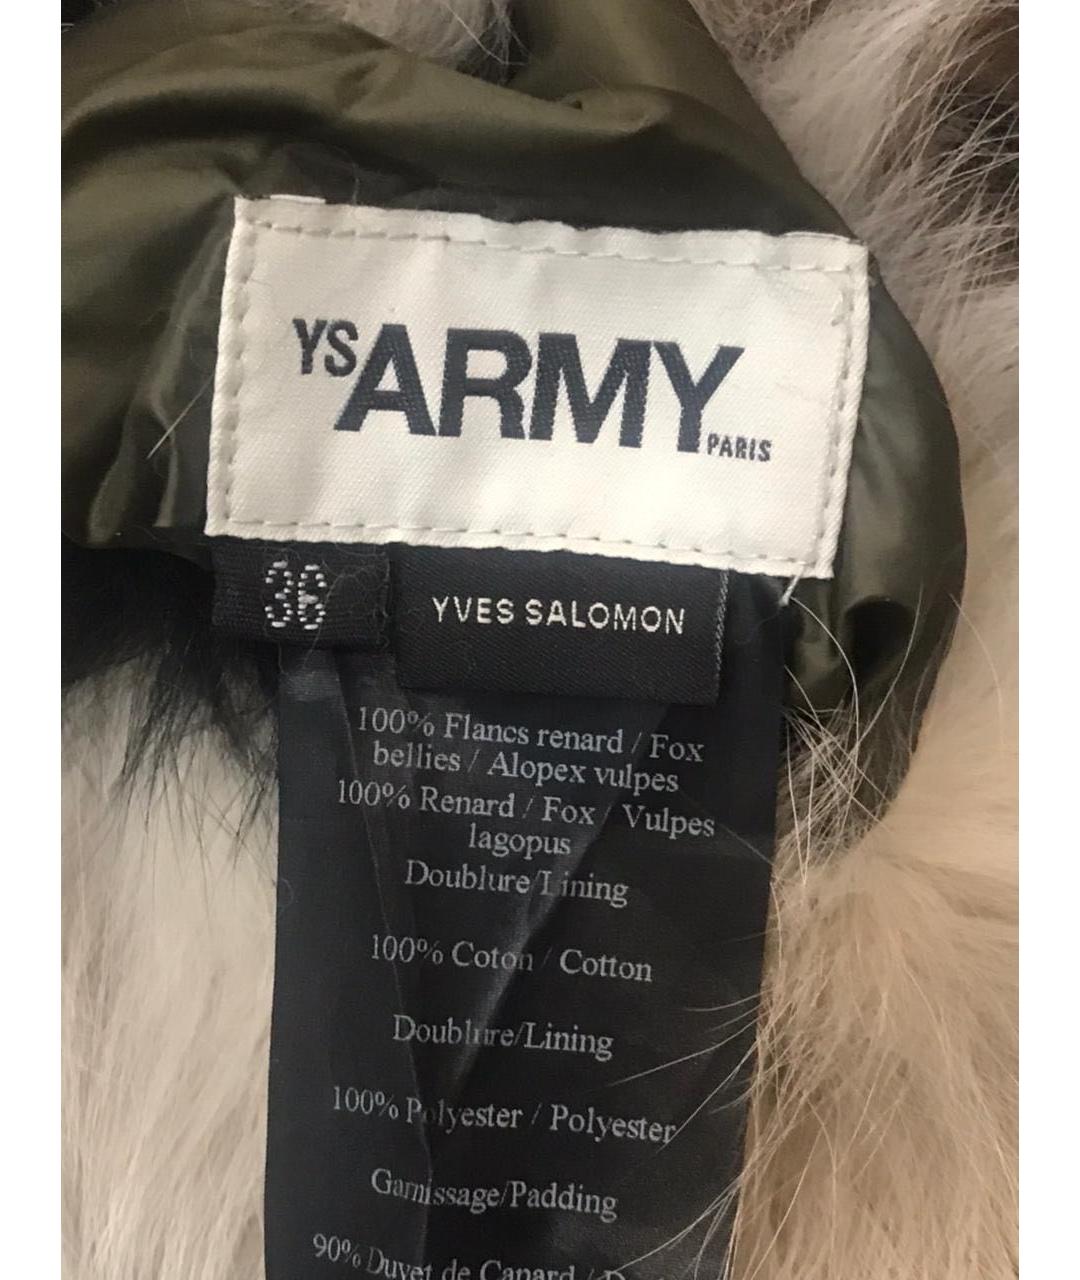 YS ARMY PARIS
36
YVES SALOMON
100% Flancs renard / Fox
bellies / Alopex vulpes
100% Renard / Fox / Vulpes
lagopus
Doublure/Lining
100% Coton / Cotton
Doublure/Lining
100% Polyester / Polyester
Garnissage/Padding
90% Duvet de Canard /